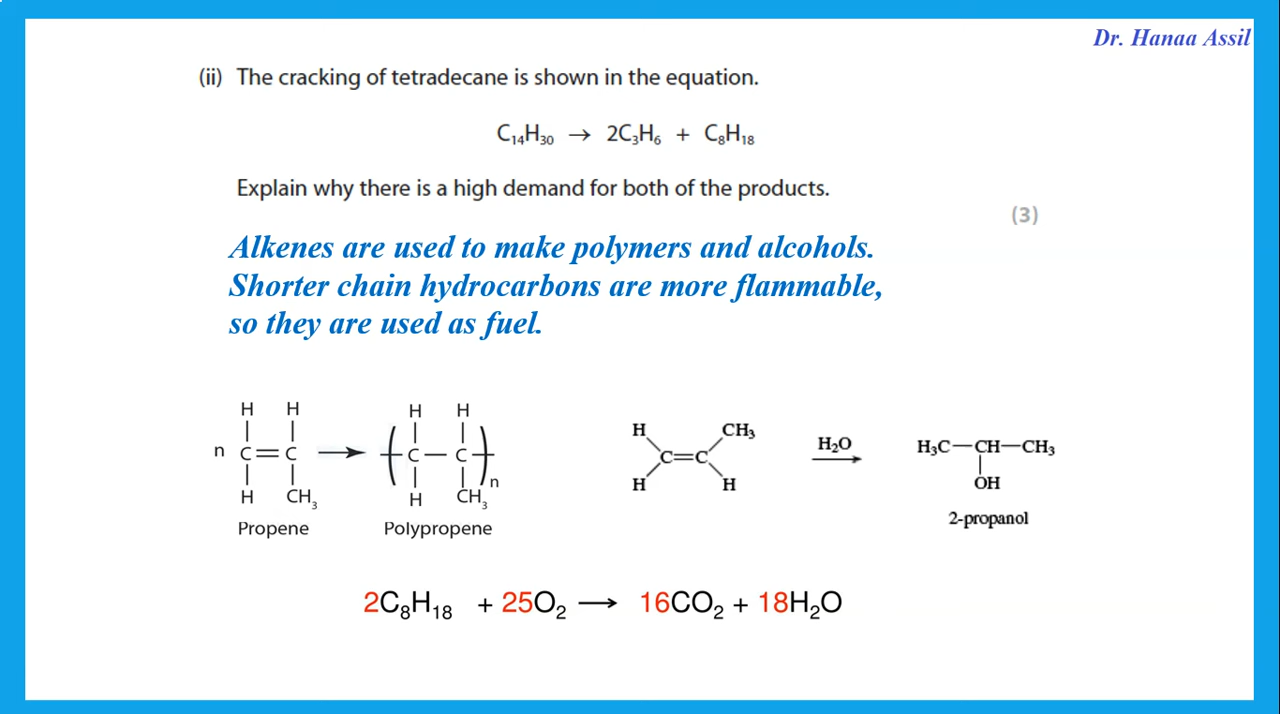 Dr. Hanaa Assil
(ii) The cracking of tetradecane is shown in the equation.
C₁₄H₃₀ → 2C₃H₆ + C₈H₁₈
Explain why there is a high demand for both of the products.
(3)
Alkenes are used to make polymers and alcohols.
Shorter chain hydrocarbons are more flammable,
so they are used as fuel.
H H
n C=C
H CH₃
Propene
H H
C—C
H CH₃ n
Polypropene
H CH₃
C=C
H H
H₂O
H₃C—CH—CH₃
OH
2-propanol
2C₈H₁₈ + 25O₂ → 16CO₂ + 18H₂O